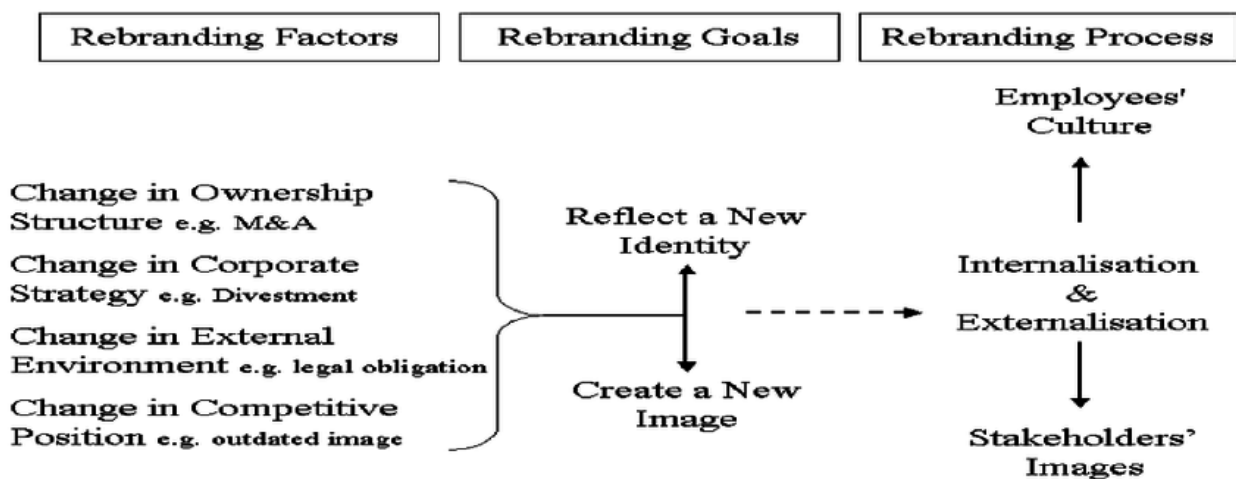 Rebranding Factors
Rebranding Goals
Rebranding Process
Change in Ownership
Structure e.g. M&A
Change in Corporate
Strategy e.g. Divestment
Change in External
Environment e.g. legal obligation
Change in Competitive
Position e.g. outdated image
Reflect a New
Identity
Create a New
Image
Employees'
Culture
Internalisation
&
Externalisation
Stakeholders’
Images